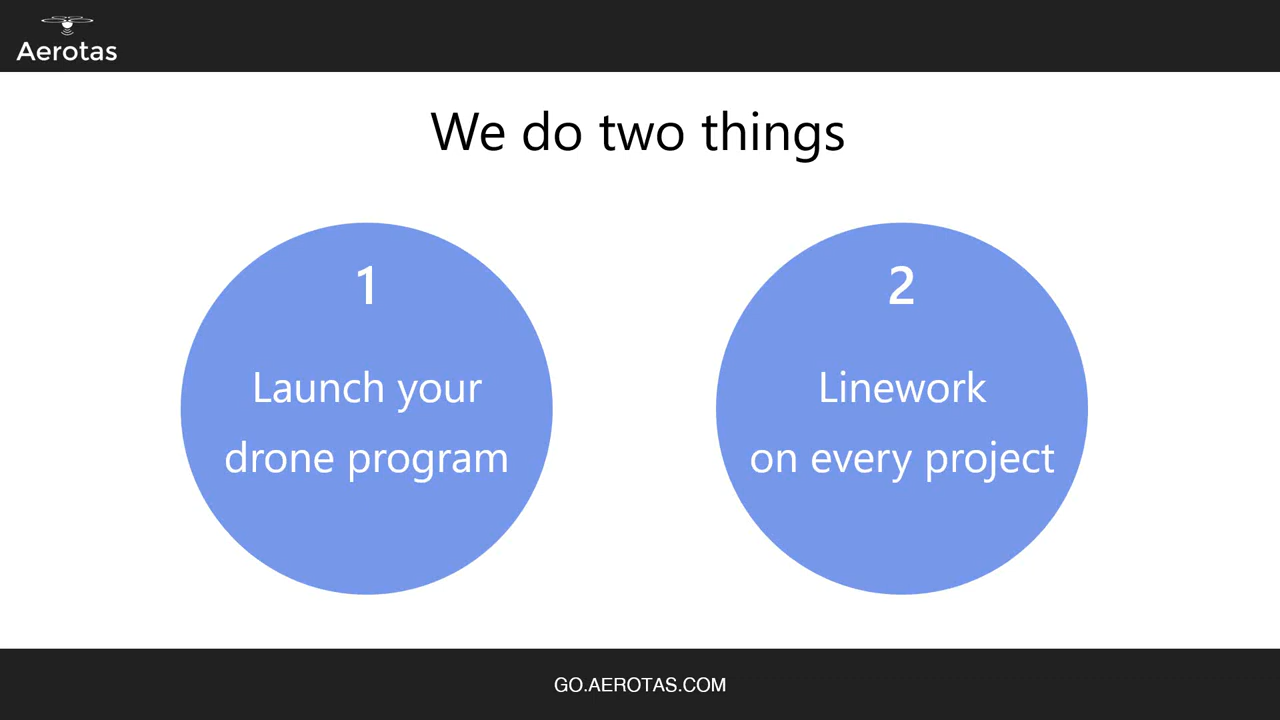 Aerotas
We do two things
1
Launch your
drone program
2
Linework
on every project
GO.AEROTAS.COM